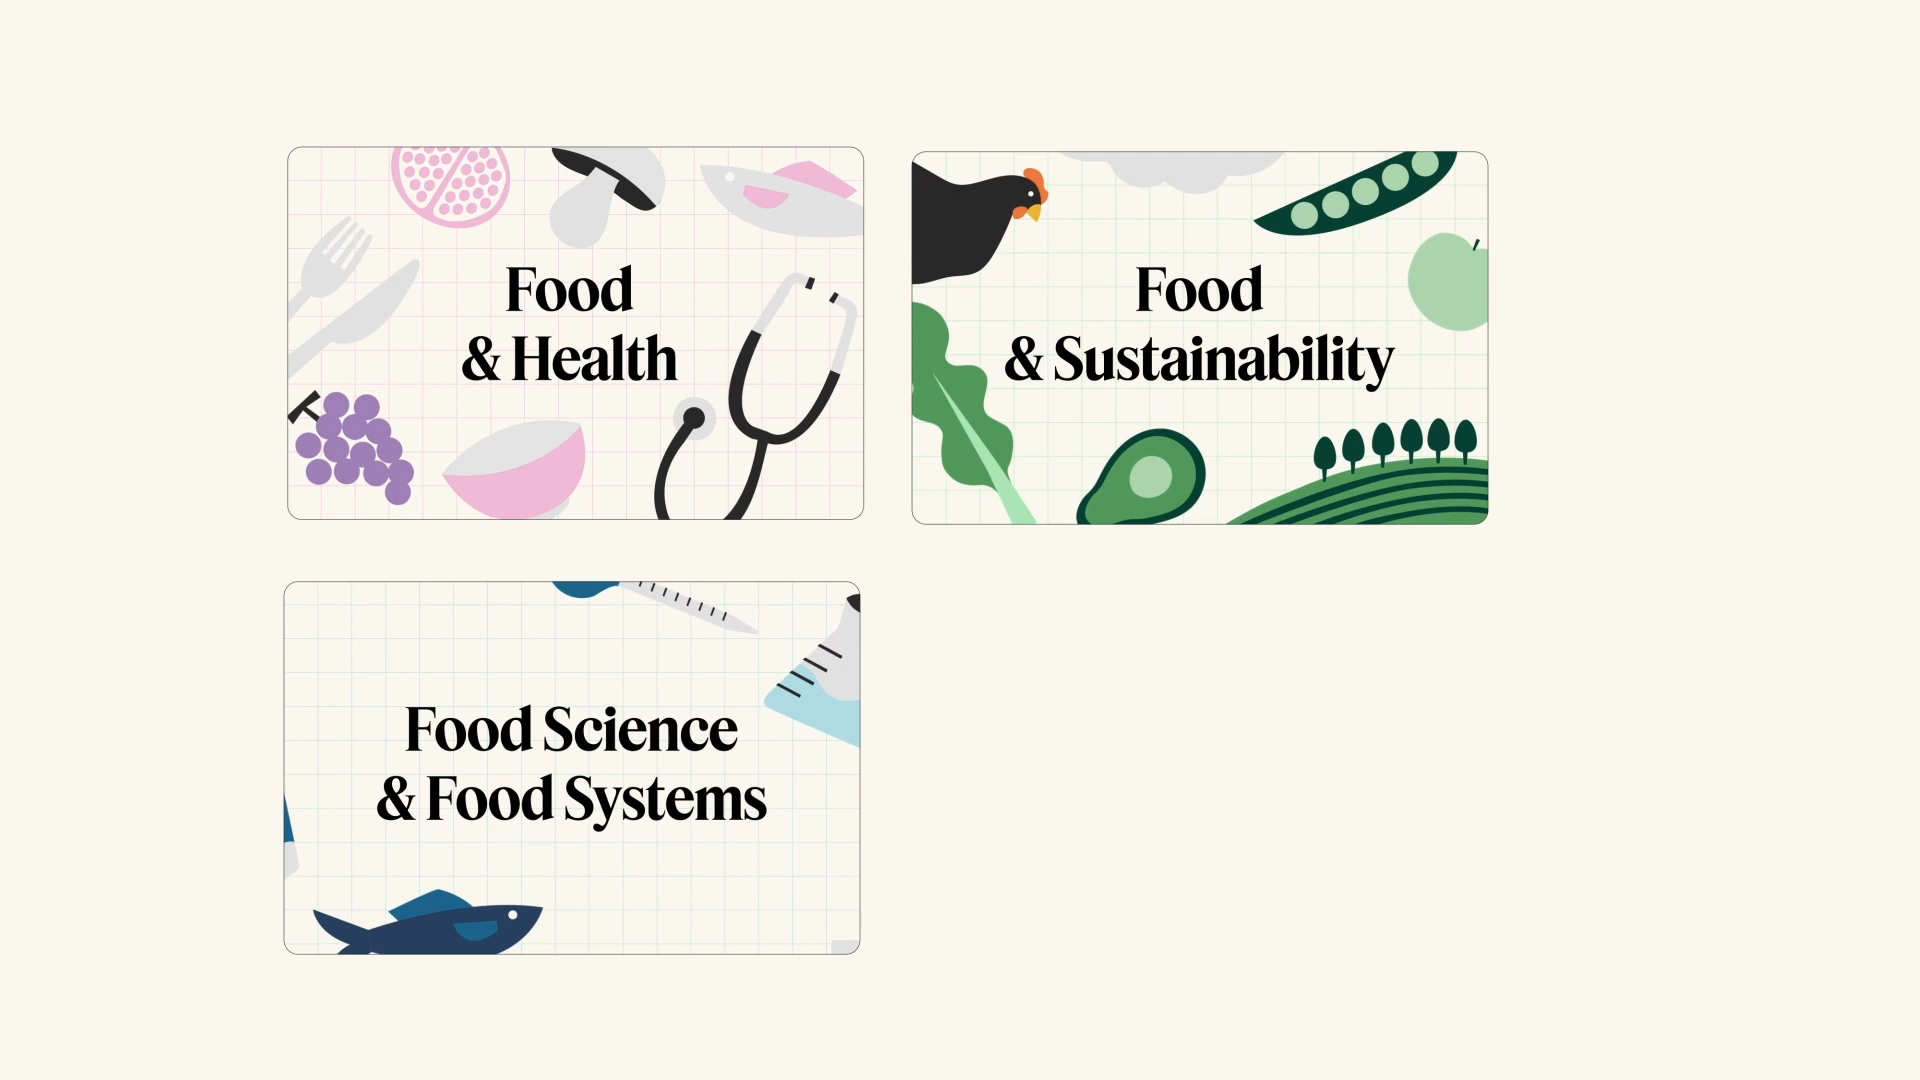 Food
& Health
Food
& Sustainability
Food Science
& Food Systems